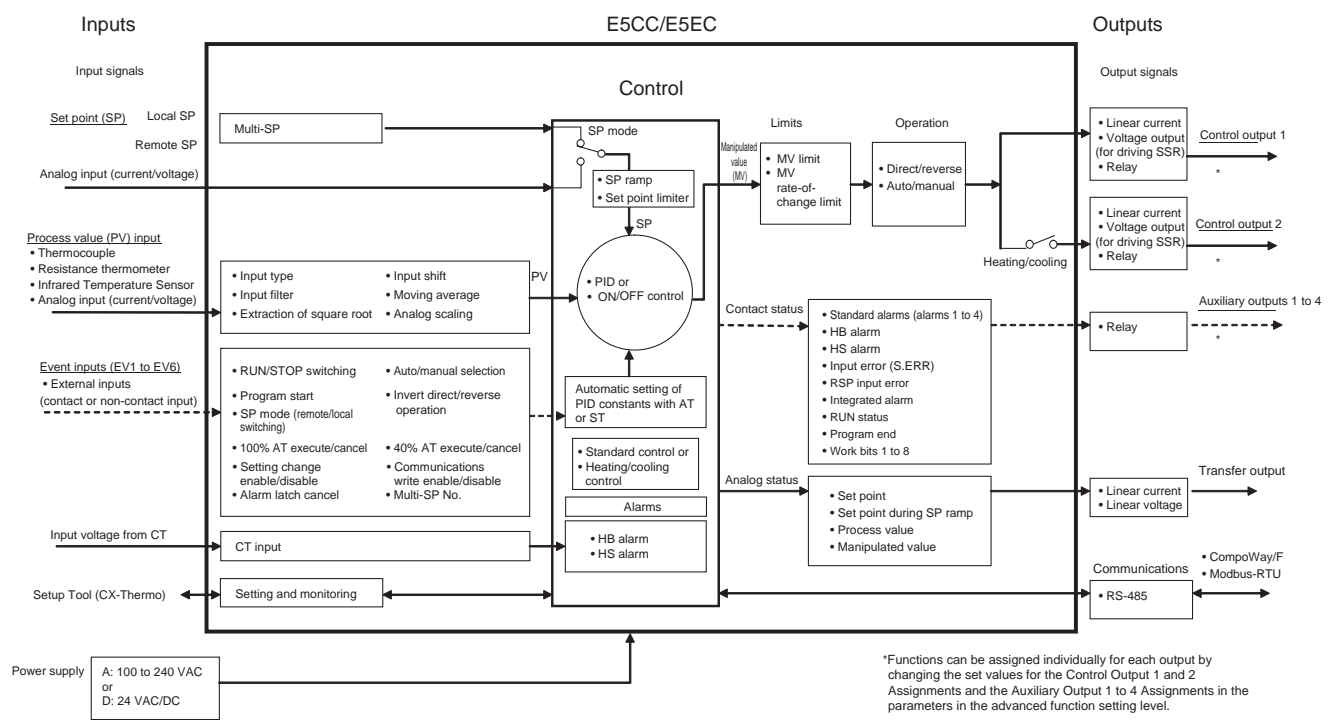 Inputs
E5CC/E5EC
Outputs
Input signals
Output signals
Control
Set point (SP)
Local SP
Remote SP
Analog input (current/voltage)
Multi-SP
SP mode
• SP ramp
• Set point limiter
SP
Manipulated
value
(MV)
Limits
• MV limit
• MV
rate-of-
change limit
Operation
• Direct/reverse
• Auto/manual
Heating/cooling
• Linear current
• Voltage output
(for driving SSR)
• Relay
Control output 1
*
• Linear current
• Voltage output
(for driving SSR)
• Relay
Control output 2
*
Process value (PV) input
• Thermocouple
• Resistance thermometer
• Infrared Temperature Sensor
• Analog input (current/voltage)
• Input type
• Input filter
• Extraction of square root
• Input shift
• Moving average
• Analog scaling
PV
• PID or
• ON/OFF control
Contact status
• Standard alarms (alarms 1 to 4)
• HB alarm
• HS alarm
• Input error (S.ERR)
• RSP input error
• Integrated alarm
• RUN status
• Program end
• Work bits 1 to 8
• Relay
Auxiliary outputs 1 to 4
*
Event inputs (EV1 to EV6)
• External inputs
(contact or non-contact input)
• RUN/STOP switching
• Program start
• SP mode (remote/local
switching)
• 100% AT execute/cancel
• Setting change
enable/disable
• Alarm latch cancel
• Auto/manual selection
• Invert direct/reverse
operation
• 40% AT execute/cancel
• Communications
write enable/disable
• Multi-SP No.
Automatic setting of
PID constants with AT
or ST
• Standard control or
• Heating/cooling
control
Alarms
• HB alarm
• HS alarm
Analog status
• Set point
• Set point during SP ramp
• Process value
• Manipulated value
• Linear current
• Linear voltage
Transfer output
Input voltage from CT
CT input
Setup Tool (CX-Thermo)
Setting and monitoring
Communications
• RS-485
• CompoWay/F
• Modbus-RTU
Power supply
A: 100 to 240 VAC
or
D: 24 VAC/DC
*Functions can be assigned individually for each output by
changing the set values for the Control Output 1 and 2
Assignments and the Auxiliary Output 1 to 4 Assignments in the
parameters in the advanced function setting level.